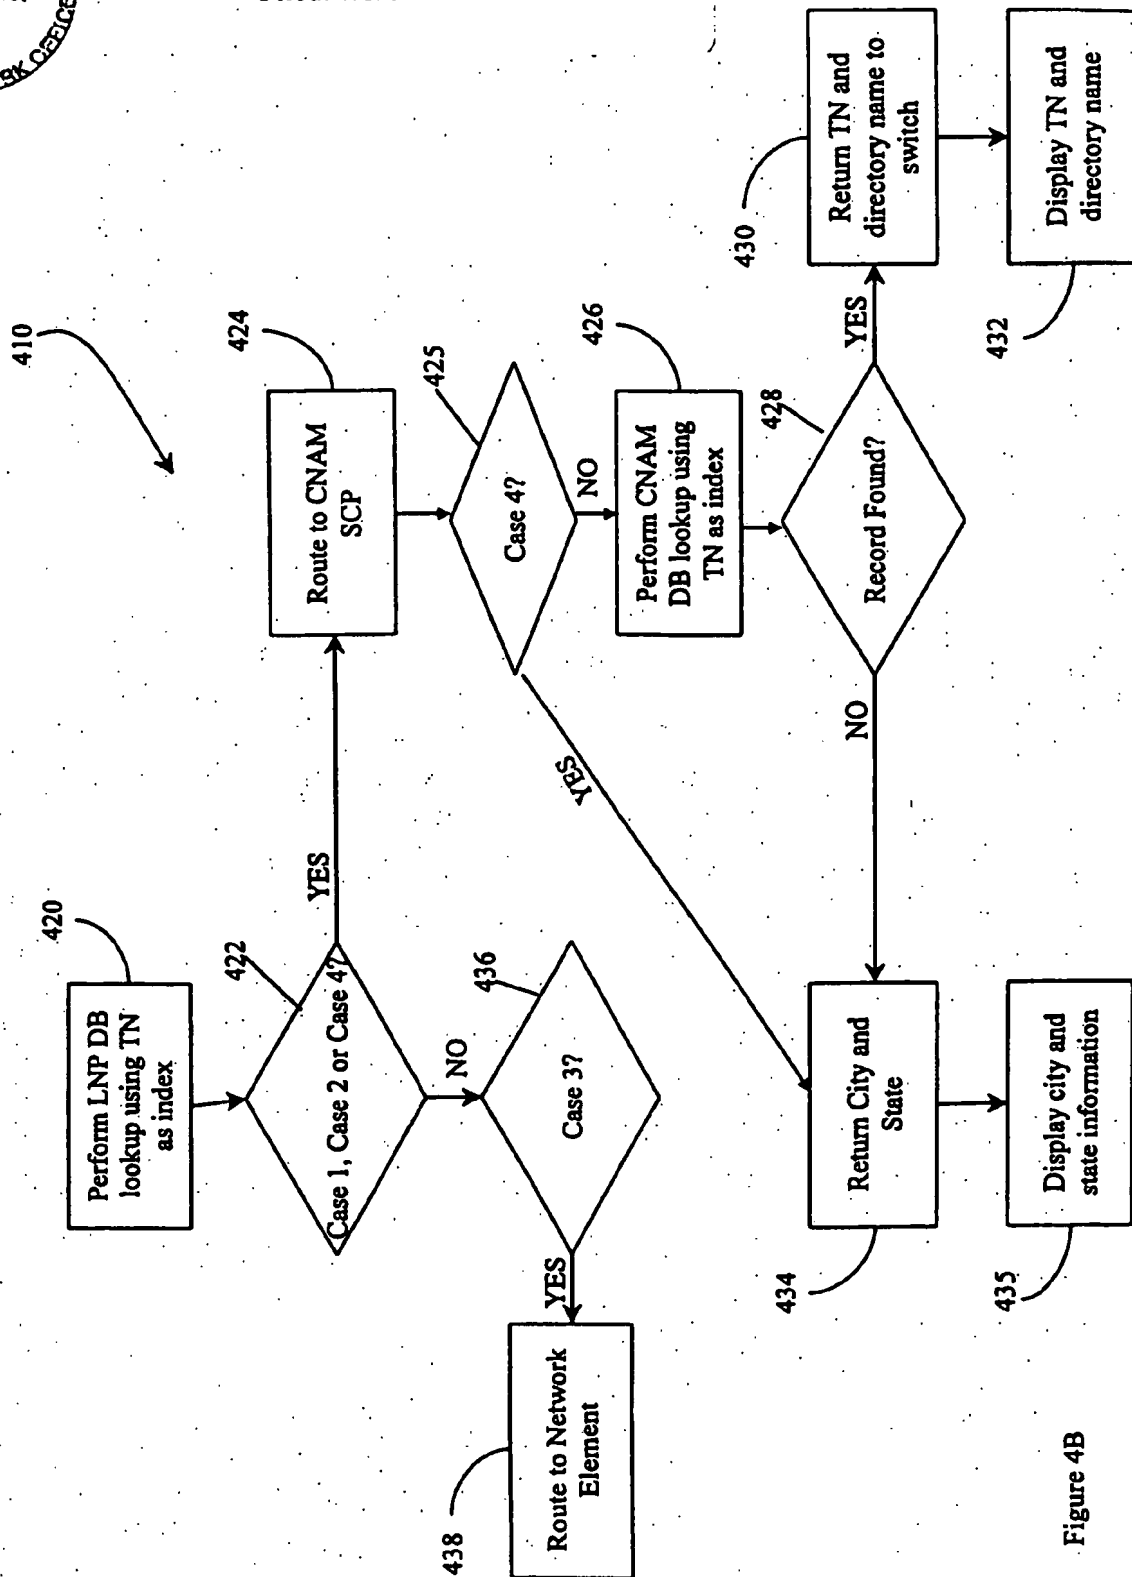 410
420
Perform LNP DB
lookup using TN
as index
422
Case 1, Case 2 or Case 4?
YES
424
Route to CNAM
SCP
425
Case 4?
NO
YES
426
Perform CNAM
DB lookup using
TN as index
428
Record Found?
YES
NO
430
Return TN and
directory name to
switch
432
Display TN and
directory name
NO
436
Case 3?
YES
438
Route to Network
Element
434
Return City and
State
435
Display city and
state information
Figure 4B